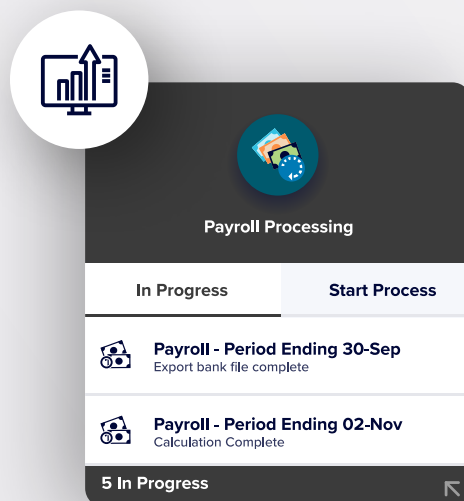 Payroll Processing
In Progress
Start Process
Payroll - Period Ending 30-Sep
Export bank file complete
Payroll - Period Ending 02-Nov
Calculation Complete
5 In Progress